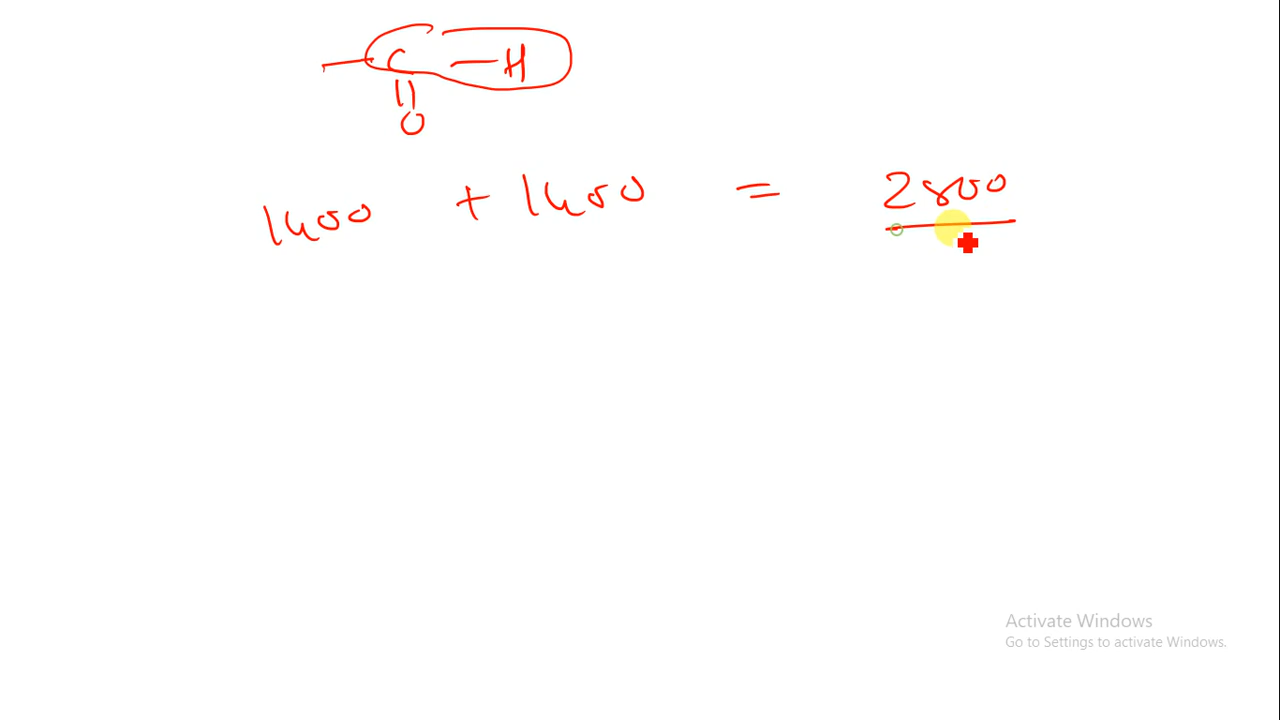 — C — H
||
O
1400 + 1400 = 2800
Activate Windows
Go to Settings to activate Windows.